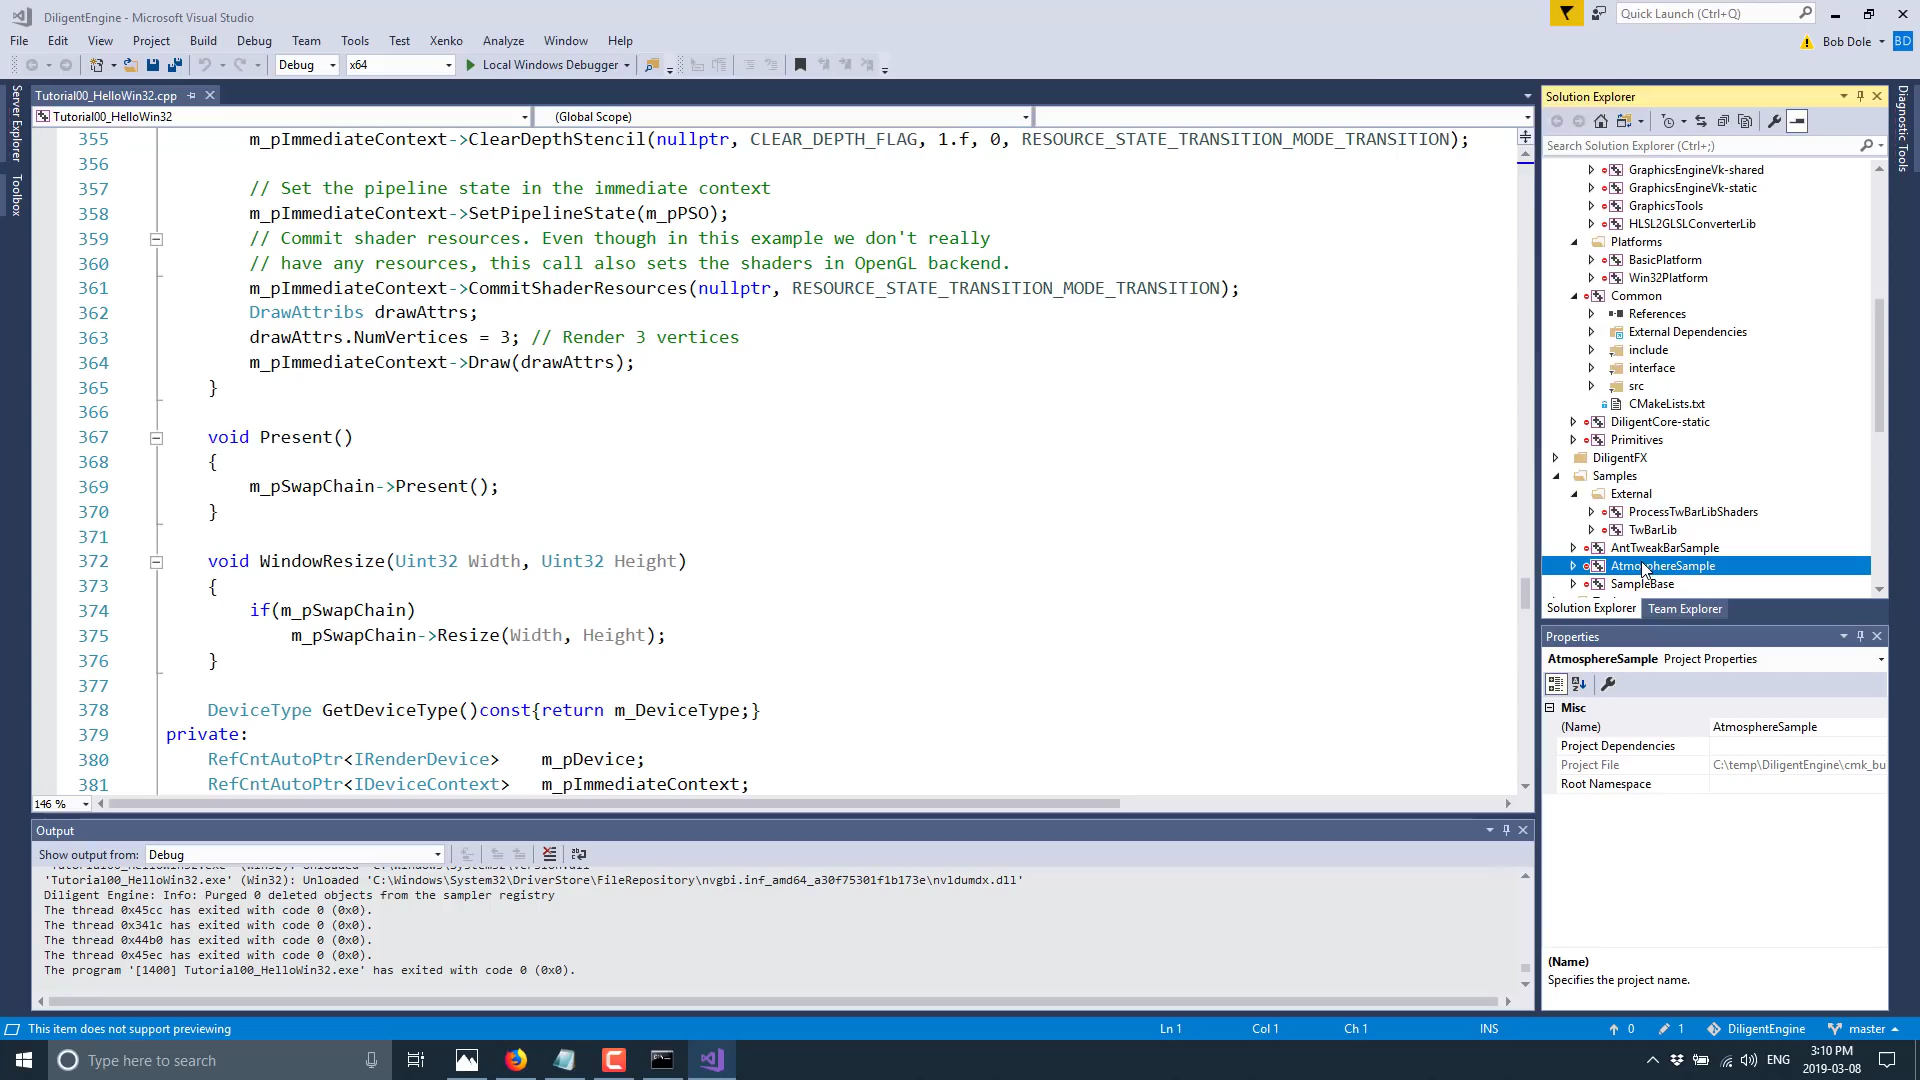 DiligentEngine - Microsoft Visual Studio
Quick Launch (Ctrl+Q)
File Edit View Project Build Debug Team Tools Test Xenko Analyze Window Help
Bob Dole BD
Debug x64 Local Windows Debugger
Server Explorer
Toolbox
Diagnostic Tools
Tutorial00_HelloWin32.cpp
Tutorial00_HelloWin32 (Global Scope)
355 m_pImmediateContext->ClearDepthStencil(nullptr, CLEAR_DEPTH_FLAG, 1.f, 0, RESOURCE_STATE_TRANSITION_MODE_TRANSITION);
356
357 // Set the pipeline state in the immediate context
358 m_pImmediateContext->SetPipelineState(m_pPSO);
359 // Commit shader resources. Even though in this example we don't really
360 // have any resources, this call also sets the shaders in OpenGL backend.
361 m_pImmediateContext->CommitShaderResources(nullptr, RESOURCE_STATE_TRANSITION_MODE_TRANSITION);
362 DrawAttribs drawAttrs;
363 drawAttrs.NumVertices = 3; // Render 3 vertices
364 m_pImmediateContext->Draw(drawAttrs);
365 }
366
367 void Present()
368 {
369 m_pSwapChain->Present();
370 }
371
372 void WindowResize(Uint32 Width, Uint32 Height)
373 {
374 if(m_pSwapChain)
375 m_pSwapChain->Resize(Width, Height);
376 }
377
378 DeviceType GetDeviceType()const{return m_DeviceType;}
379 private:
380 RefCntAutoPtr<IRenderDevice> m_pDevice;
381 RefCntAutoPtr<IDeviceContext> m_pImmediateContext;
146 %
Output
Show output from: Debug
'Tutorial00_HelloWin32.exe' (Win32): Unloaded 'C:\Windows\System32\version.dll'
'Tutorial00_HelloWin32.exe' (Win32): Unloaded 'C:\Windows\System32\DriverStore\FileRepository\nvgbi.inf_amd64_a30f75301f1b173e\nvldumdx.dll'
Diligent Engine: Info: Purged 0 deleted objects from the sampler registry
The thread 0x45cc has exited with code 0 (0x0).
The thread 0x341c has exited with code 0 (0x0).
The thread 0x44b0 has exited with code 0 (0x0).
The thread 0x45ec has exited with code 0 (0x0).
The program '[1400] Tutorial00_HelloWin32.exe' has exited with code 0 (0x0).
Solution Explorer
Search Solution Explorer (Ctrl+;)
GraphicsEngineVk-shared
GraphicsEngineVk-static
GraphicsTools
HLSL2GLSLConverterLib
Platforms
BasicPlatform
Win32Platform
Common
References
External Dependencies
include
interface
src
CMakeLists.txt
DiligentCore-static
Primitives
DiligentFX
Samples
External
ProcessTwBarLibShaders
TwBarLib
AntTweakBarSample
AtmosphereSample
SampleBase
Solution Explorer Team Explorer
Properties
AtmosphereSample Project Properties
Misc
(Name) AtmosphereSample
Project Dependencies
Project File C:\temp\DiligentEngine\cmk_bu
Root Namespace
(Name)
Specifies the project name.
This item does not support previewing Ln 1 Col 1 Ch 1 INS 0 1 DiligentEngine master
Type here to search
ENG
3:10 PM
2019-03-08